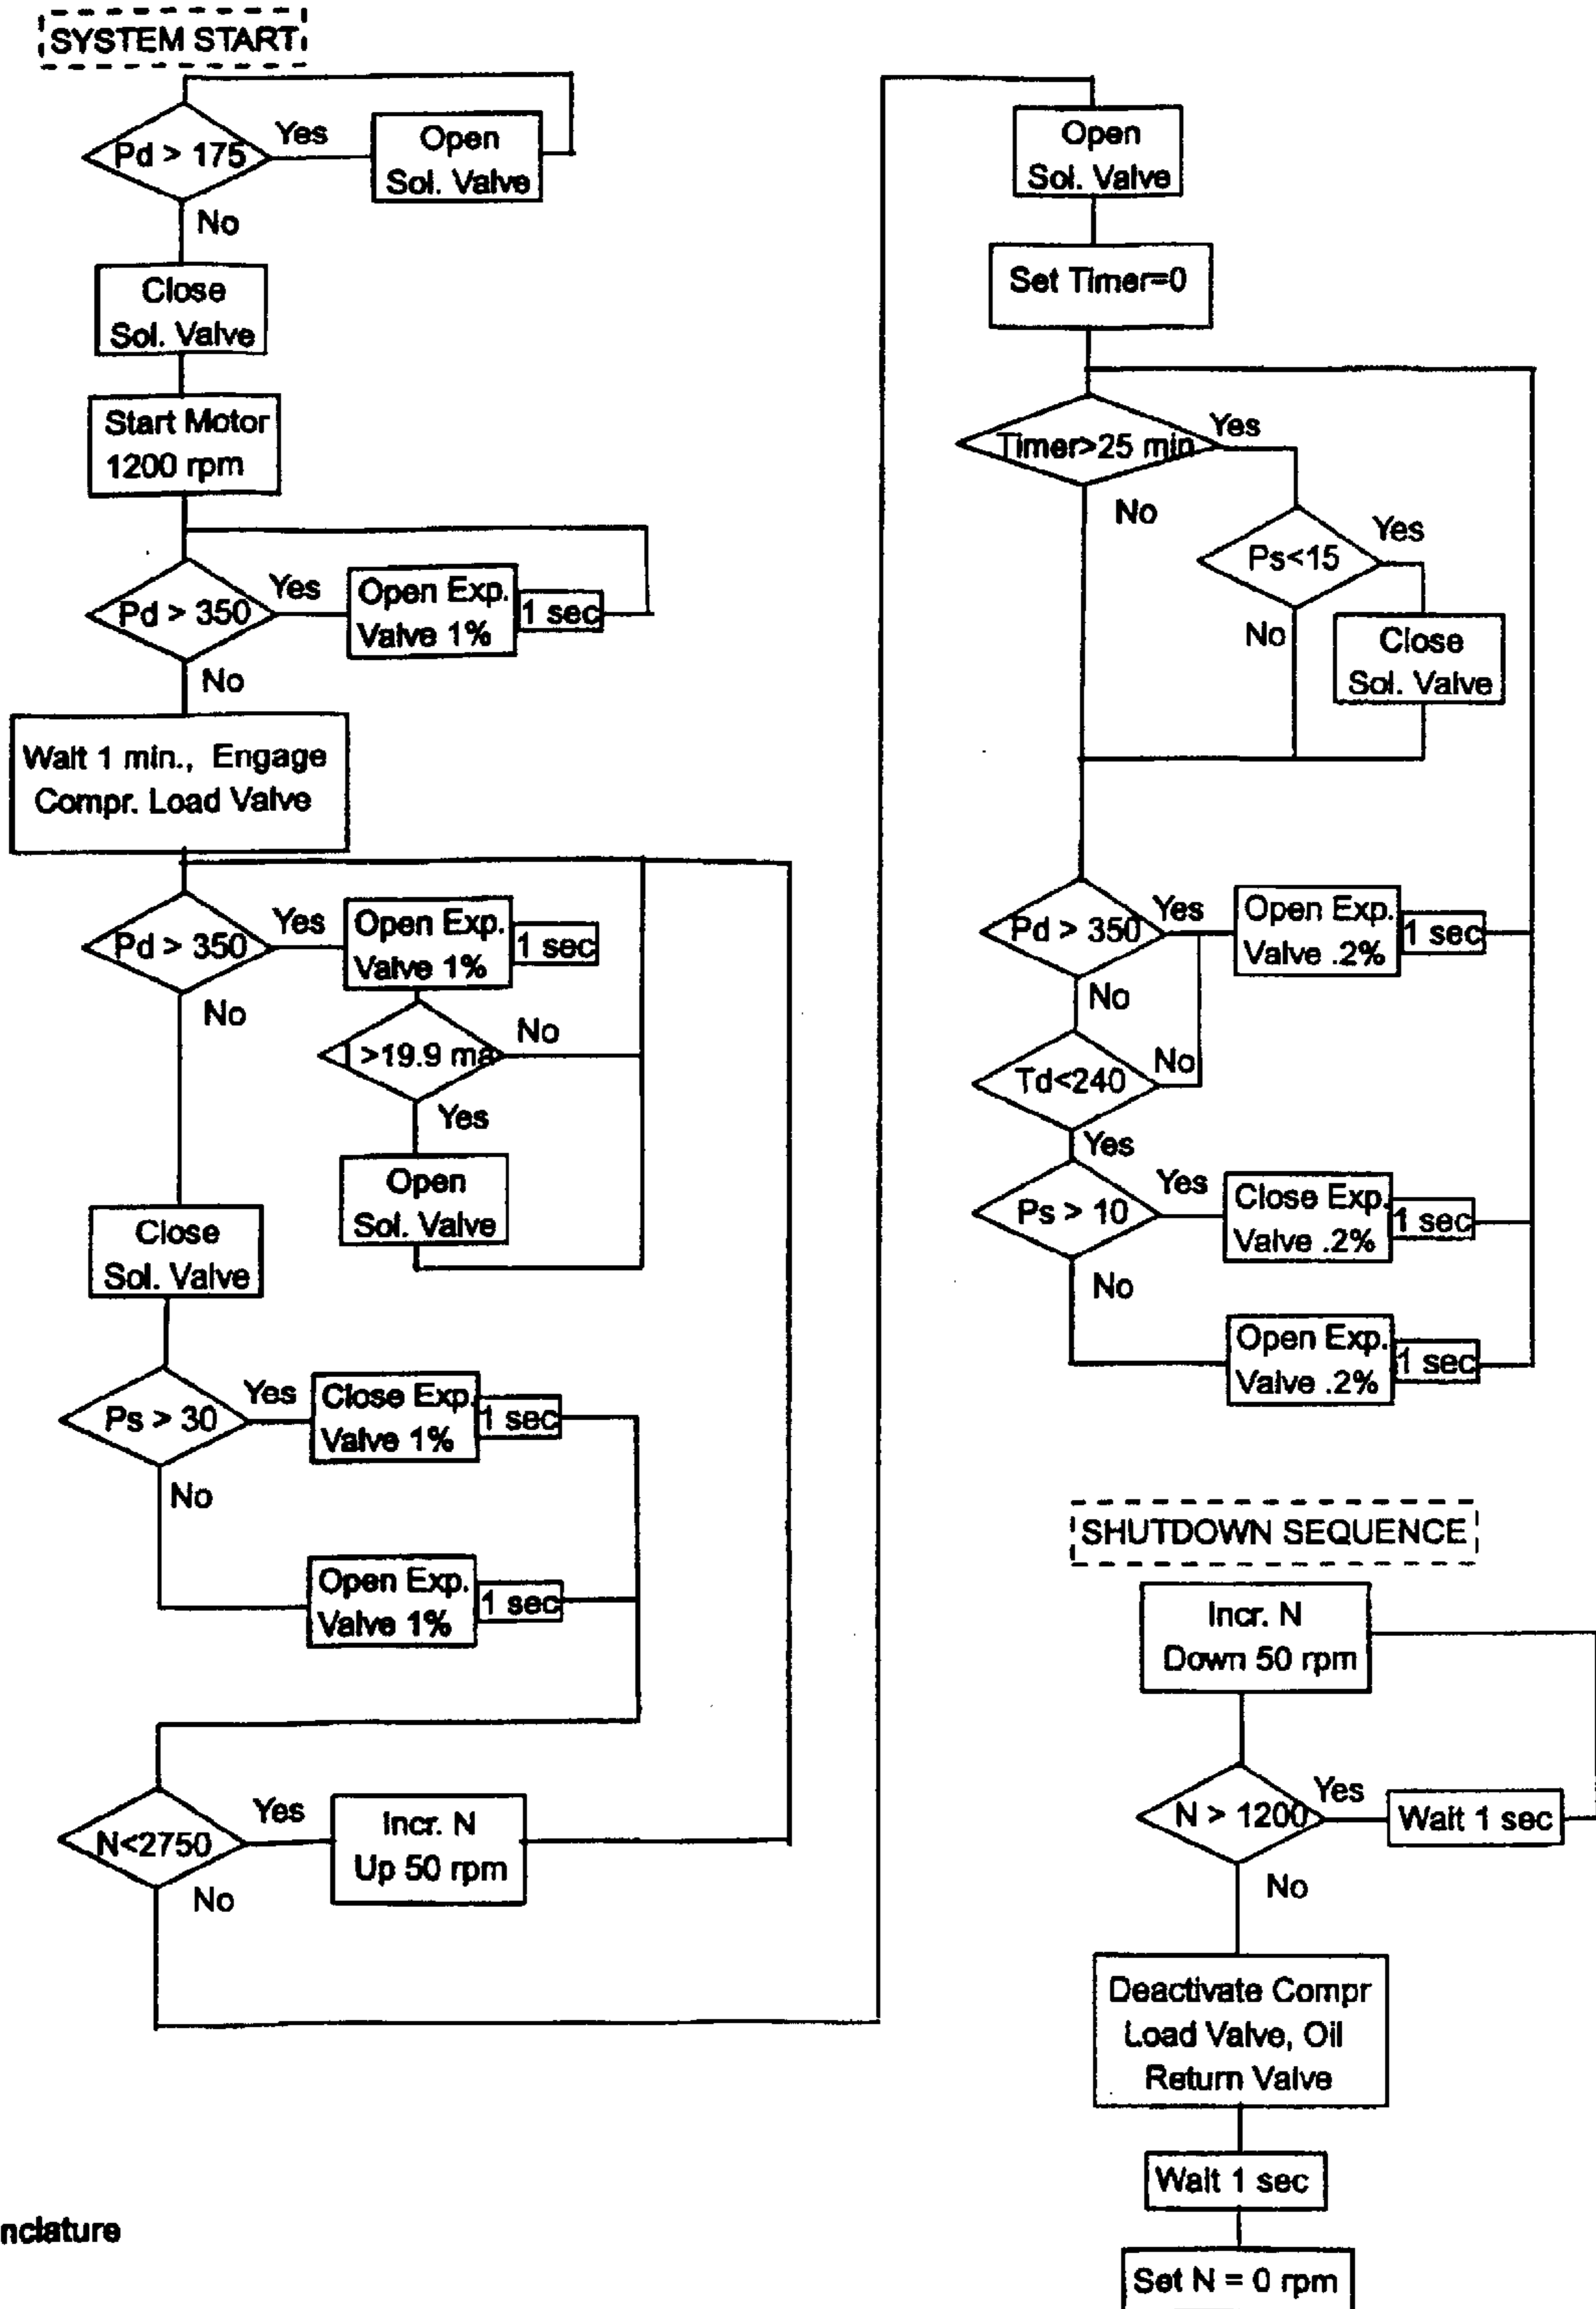 SYSTEM START
Pd > 175
Yes
Open
Sol. Valve
No
Close
Sol. Valve
Start Motor
1200 rpm
Pd > 350
Yes
Open Exp.
Valve 1%
1 sec
No
Wait 1 min., Engage
Compr. Load Valve
Pd > 350
Yes
Open Exp.
Valve 1%
1 sec
No
I >19.9 ma
No
Yes
Open
Sol. Valve
Close
Sol. Valve
Ps > 30
Yes
Close Exp.
Valve 1%
1 sec
No
Open Exp.
Valve 1%
1 sec
N<2750
Yes
Incr. N
Up 50 rpm
No
Open
Sol. Valve
Set Timer=0
Timer>25 min
Yes
No
Ps<15
Yes
No
Close
Sol. Valve
Pd > 350
Yes
Open Exp.
Valve .2%
1 sec
No
Td<240
No
Yes
Ps > 10
Yes
Close Exp.
Valve .2%
1 sec
No
Open Exp.
Valve .2%
1 sec
SHUTDOWN SEQUENCE
Incr. N
Down 50 rpm
N > 1200
Yes
Wait 1 sec
No
Deactivate Compr
Load Valve, Oil
Return Valve
Wait 1 sec
Set N = 0 rpm
nclature